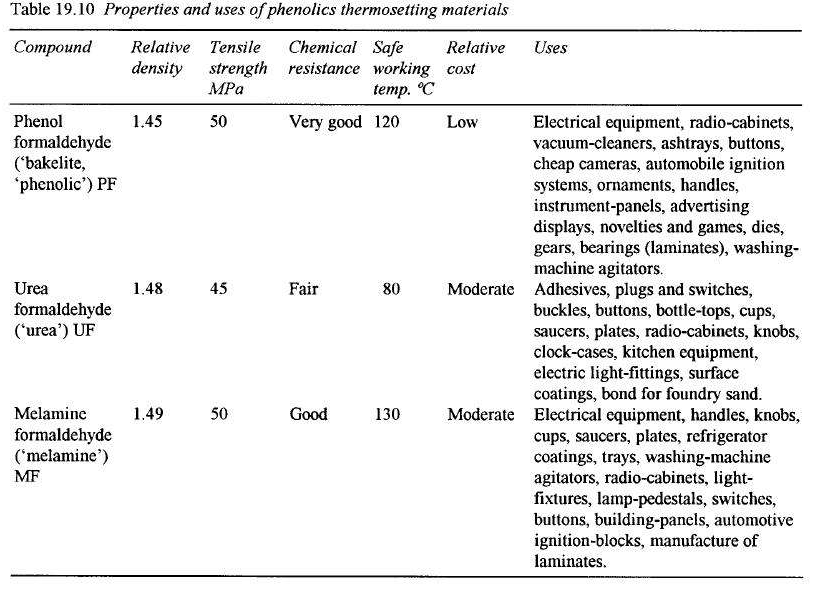 Table 19.10 Properties and uses of phenolics thermosetting materials
Compound Relative density Tensile strength MPa Chemical resistance Safe working temp. ºC Relative cost Uses
Phenol formaldehyde (‘bakelite, ‘phenolic’) PF 1.45 50 Very good 120 Low Electrical equipment, radio-cabinets,
vacuum-cleaners, ashtrays, buttons,
cheap cameras, automobile ignition
systems, ornaments, handles,
instrument-panels, advertising
displays, novelties and games, dies,
gears, bearings (laminates), washing-
machine agitators.
Urea formaldehyde (‘urea’) UF 1.48 45 Fair 80 Moderate Adhesives, plugs and switches,
buckles, buttons, bottle-tops, cups,
saucers, plates, radio-cabinets, knobs,
clock-cases, kitchen equipment,
electric light-fittings, surface
coatings, bond for foundry sand.
Melamine formaldehyde (‘melamine’) MF 1.49 50 Good 130 Moderate Electrical equipment, handles, knobs,
cups, saucers, plates, refrigerator
coatings, trays, washing-machine
agitators, radio-cabinets, light-
fixtures, lamp-pedestals, switches,
buttons, building-panels, automotive
ignition-blocks, manufacture of
laminates.